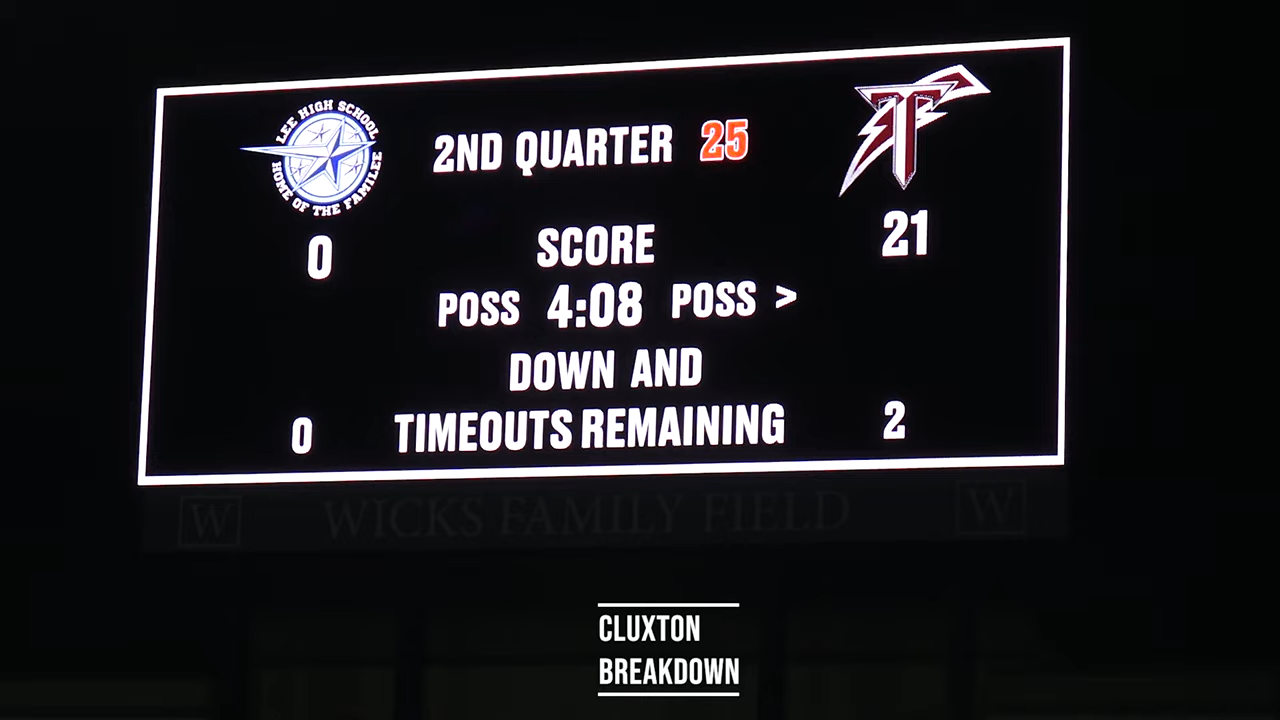 LEE HIGH SCHOOL
HOME OF THE FAMILEE
2ND QUARTER 25
T
0 SCORE 21
POSS 4:08 POSS >
DOWN AND
0 TIMEOUTS REMAINING 2
W WICKS FAMILY FIELD W
CLUXTON
BREAKDOWN